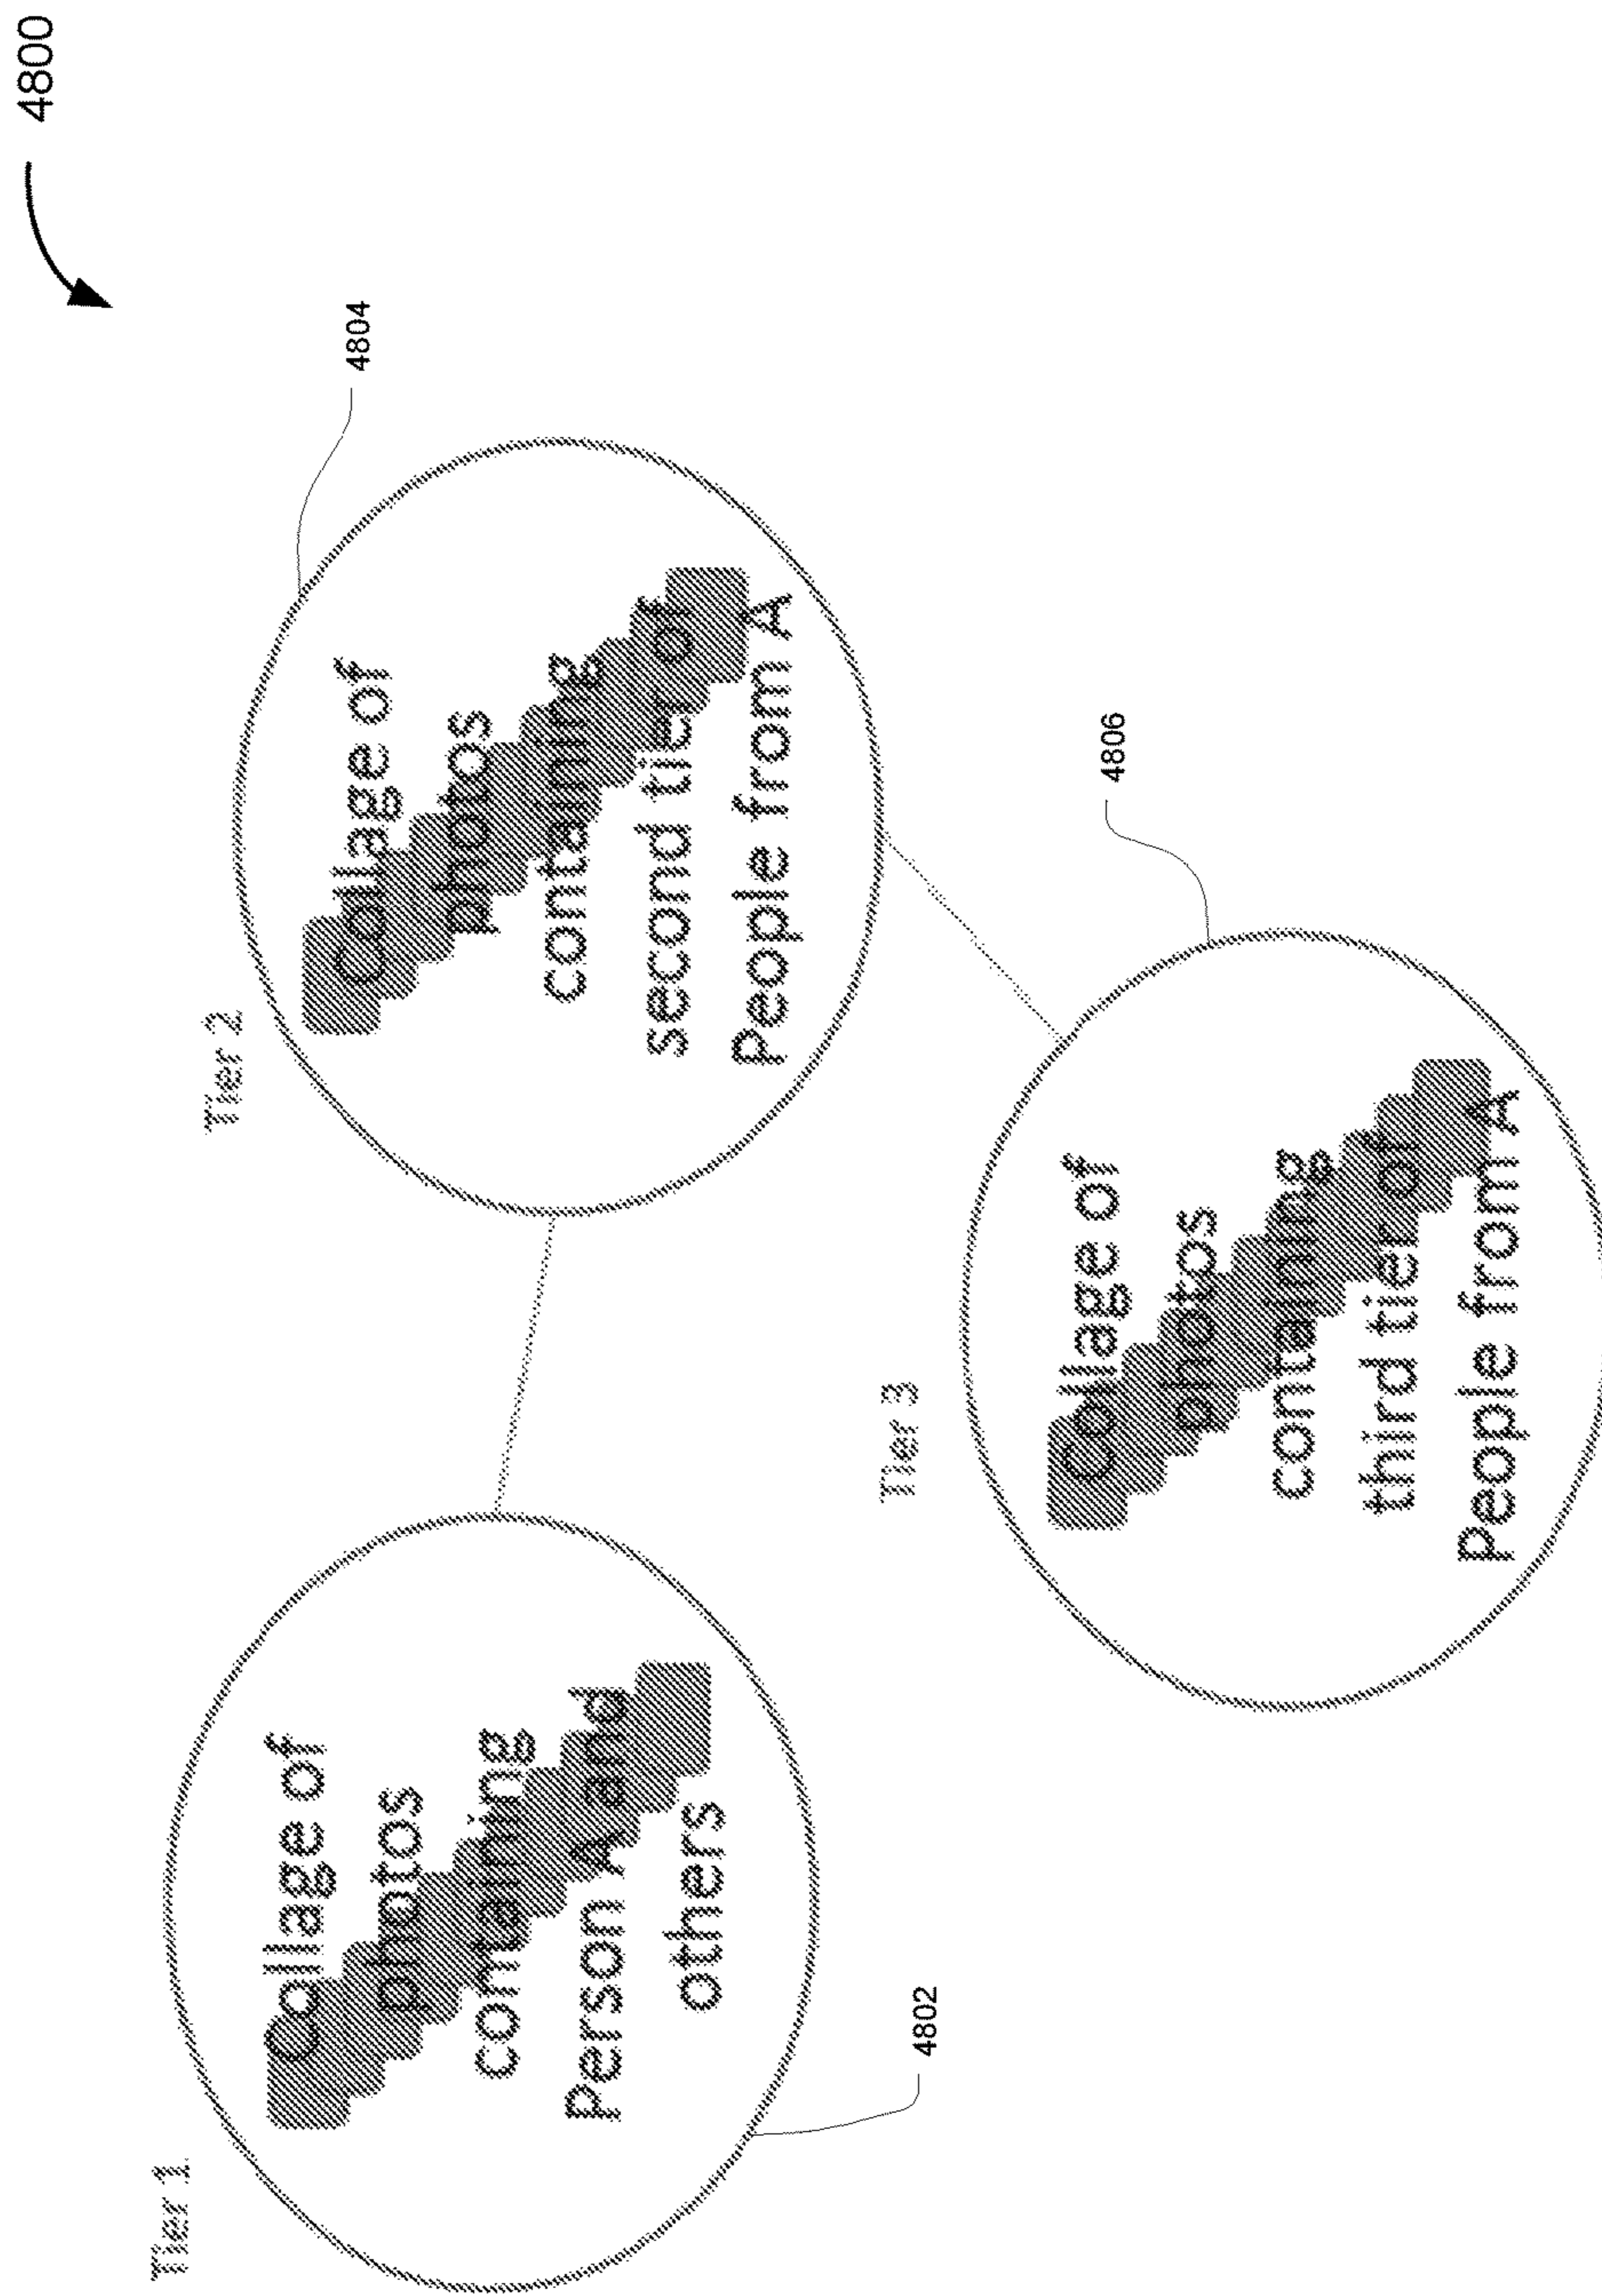 4800
Tier 1
Collage of
photos
containing
Person A and
others
4802
Tier 2
Collage of
photos
containing
second tier of
People from A
4804
Tier 3
Collage of
photos
containing
third tier of
People from A
4806